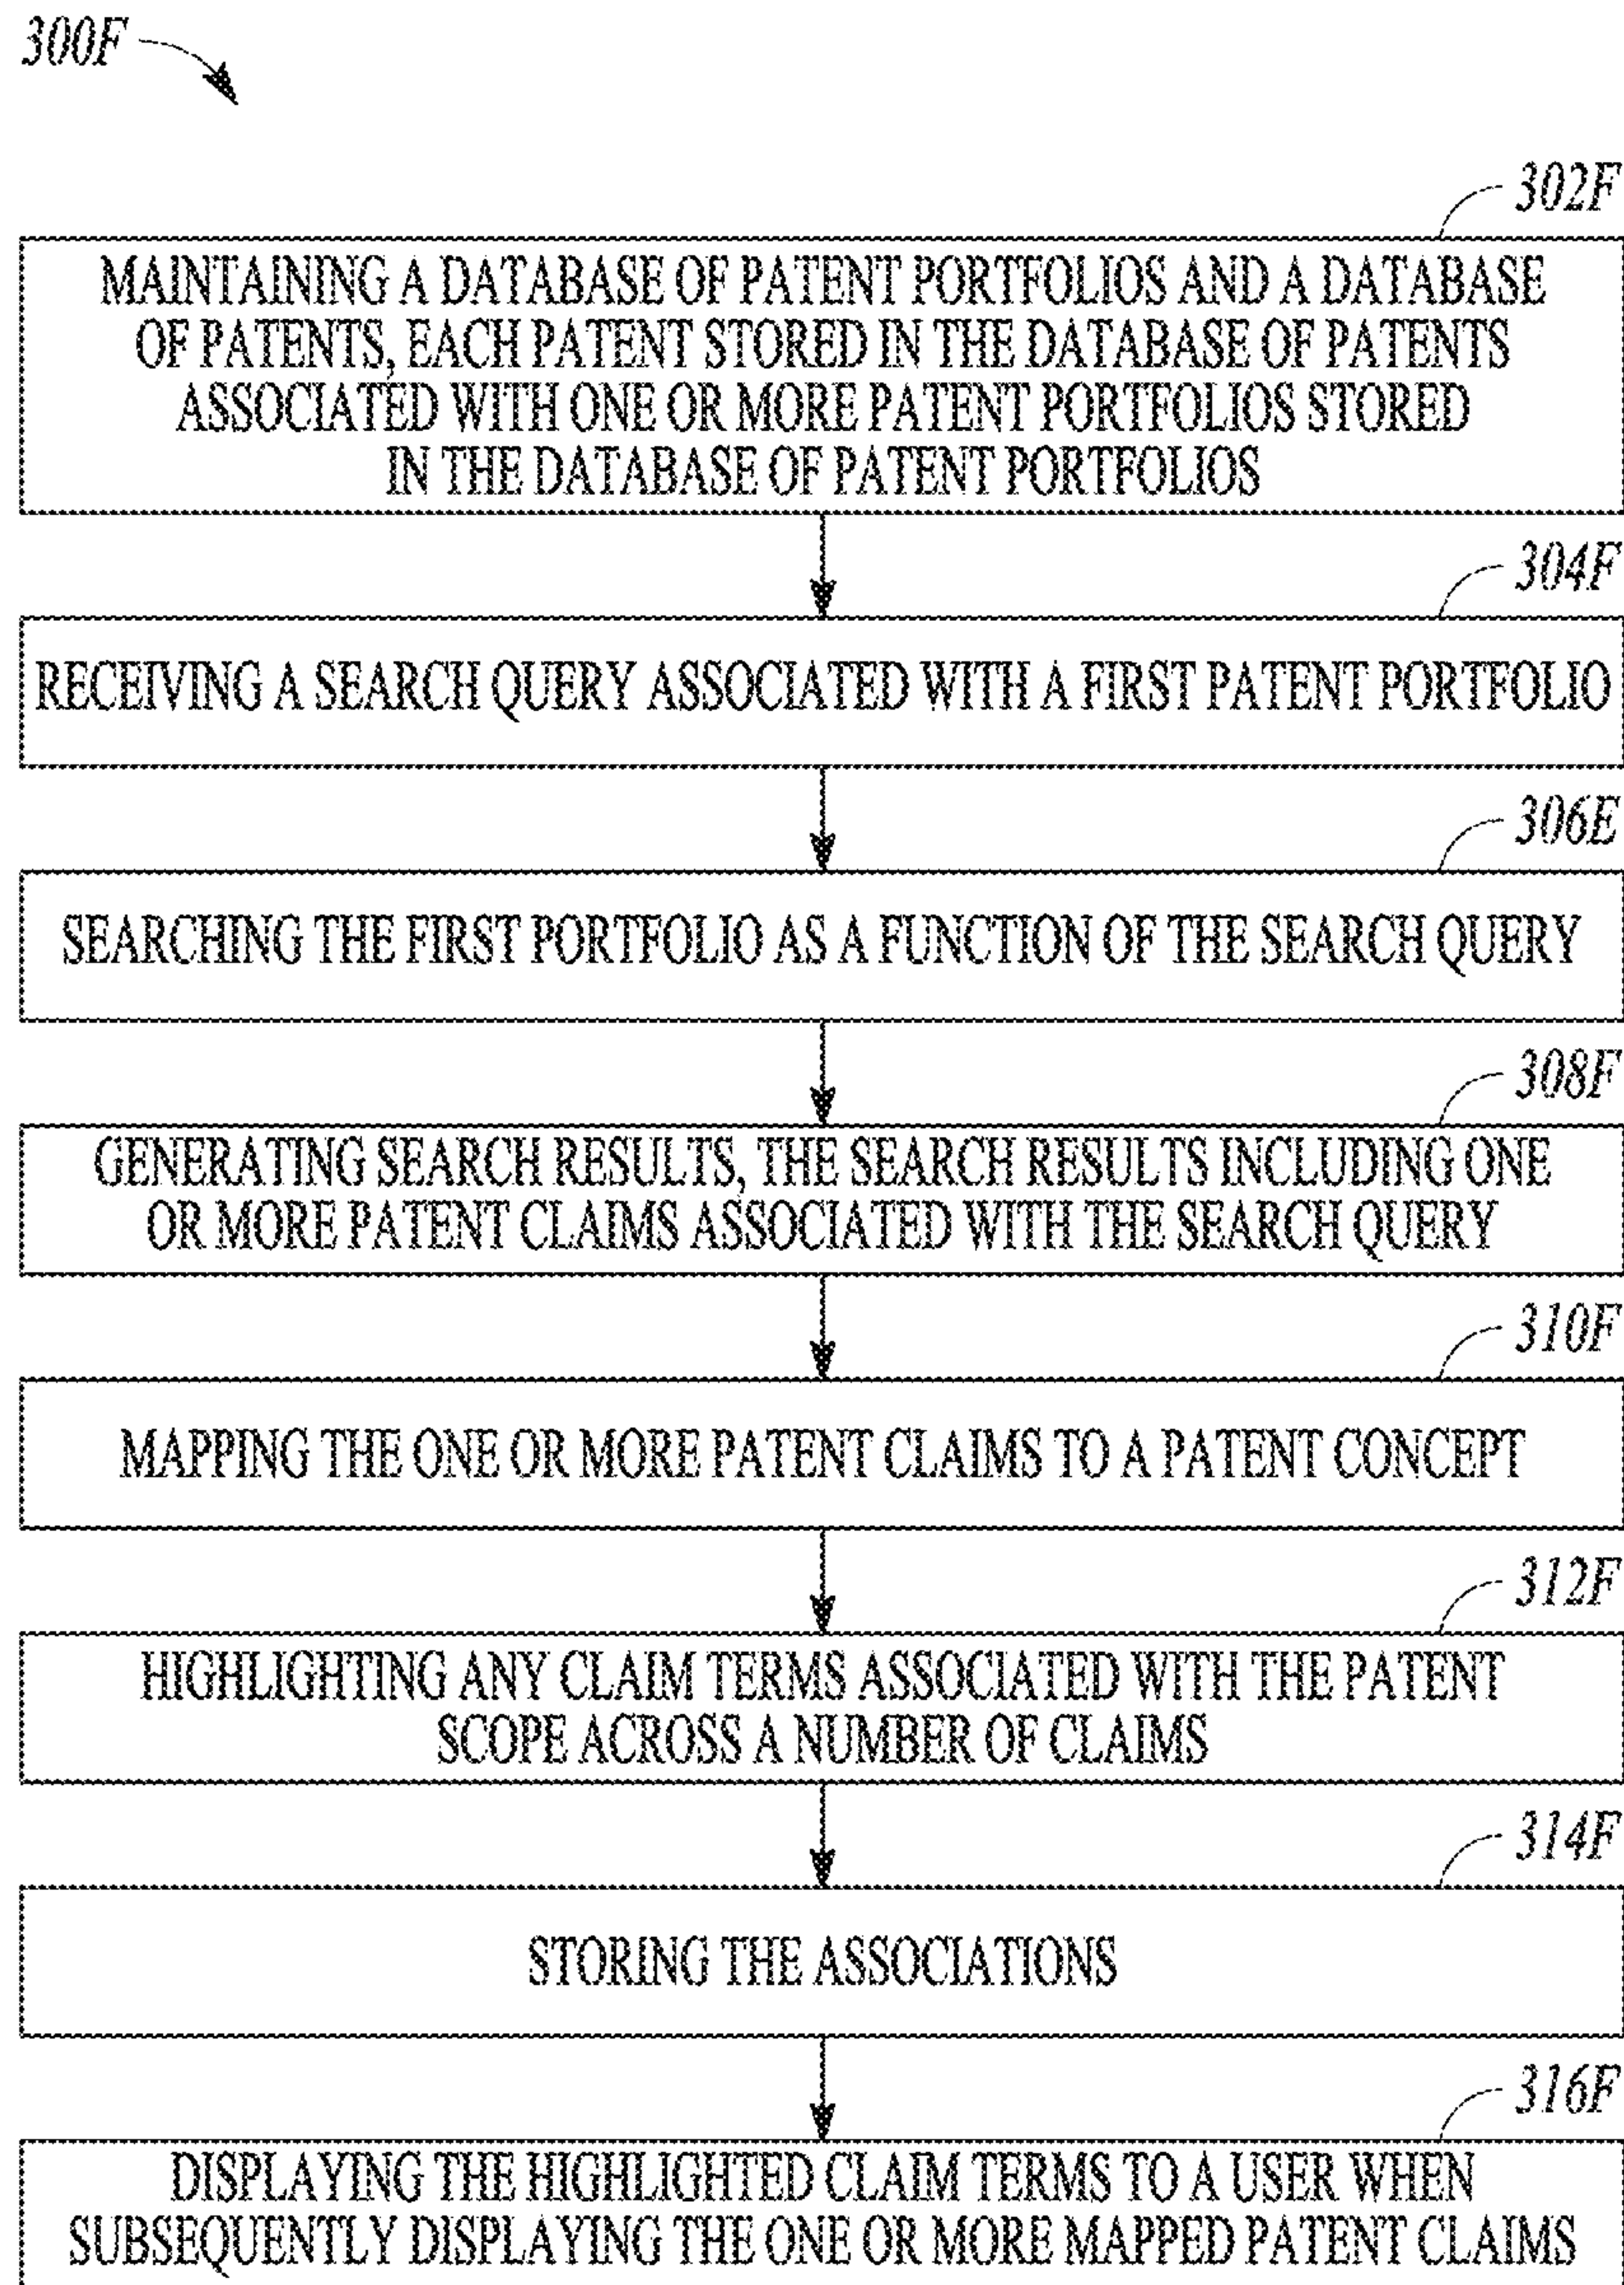 300F
302F
MAINTAINING A DATABASE OF PATENT PORTFOLIOS AND A DATABASE
OF PATENTS, EACH PATENT STORED IN THE DATABASE OF PATENTS
ASSOCIATED WITH ONE OR MORE PATENT PORTFOLIOS STORED
IN THE DATABASE OF PATENT PORTFOLIOS
304F
RECEIVING A SEARCH QUERY ASSOCIATED WITH A FIRST PATENT PORTFOLIO
306E
SEARCHING THE FIRST PORTFOLIO AS A FUNCTION OF THE SEARCH QUERY
308F
GENERATING SEARCH RESULTS, THE SEARCH RESULTS INCLUDING ONE
OR MORE PATENT CLAIMS ASSOCIATED WITH THE SEARCH QUERY
310F
MAPPING THE ONE OR MORE PATENT CLAIMS TO A PATENT CONCEPT
312F
HIGHLIGHTING ANY CLAIM TERMS ASSOCIATED WITH THE PATENT
SCOPE ACROSS A NUMBER OF CLAIMS
314F
STORING THE ASSOCIATIONS
316F
DISPLAYING THE HIGHLIGHTED CLAIM TERMS TO A USER WHEN
SUBSEQUENTLY DISPLAYING THE ONE OR MORE MAPPED PATENT CLAIMS